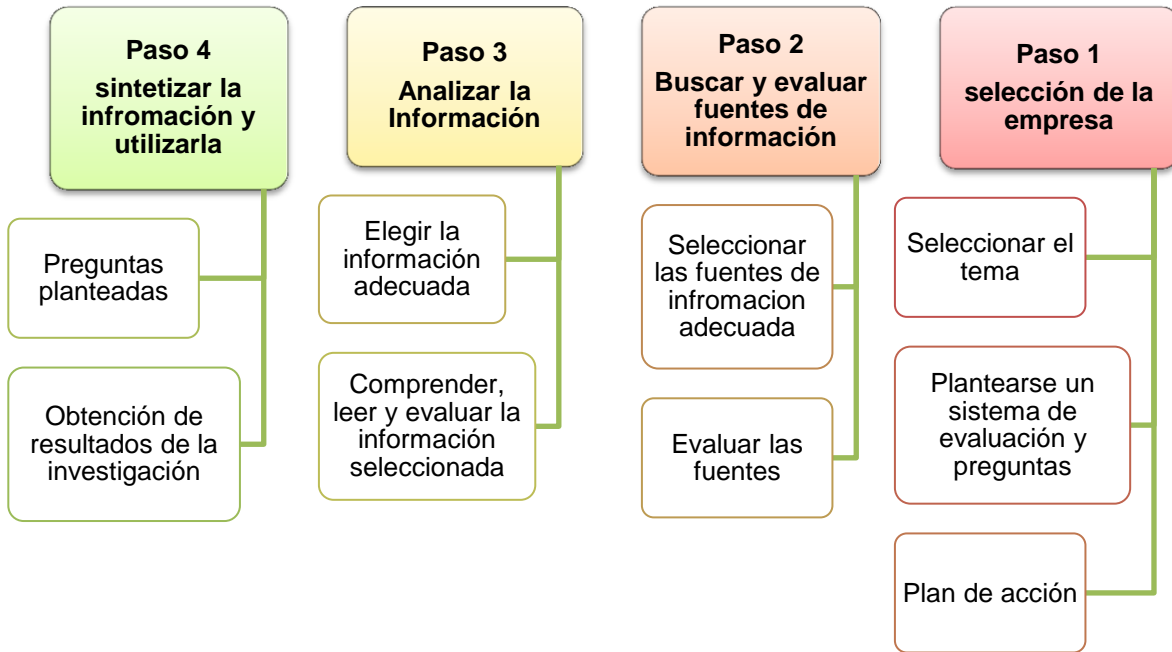 Paso 4
sintetizar la
infromación y
utilizarla
Preguntas
planteadas
Obtención de
resultados de la
investigación
Paso 3
Analizar la
Información
Elegir la
información
adecuada
Comprender,
leer y evaluar la
información
seleccionada
Paso 2
Buscar y evaluar
fuentes de
información
Seleccionar
las fuentes de
infromacion
adecuada
Evaluar las
fuentes
Paso 1
selección de la
empresa
Seleccionar el
tema
Plantearse un
sistema de
evaluación y
preguntas
Plan de acción